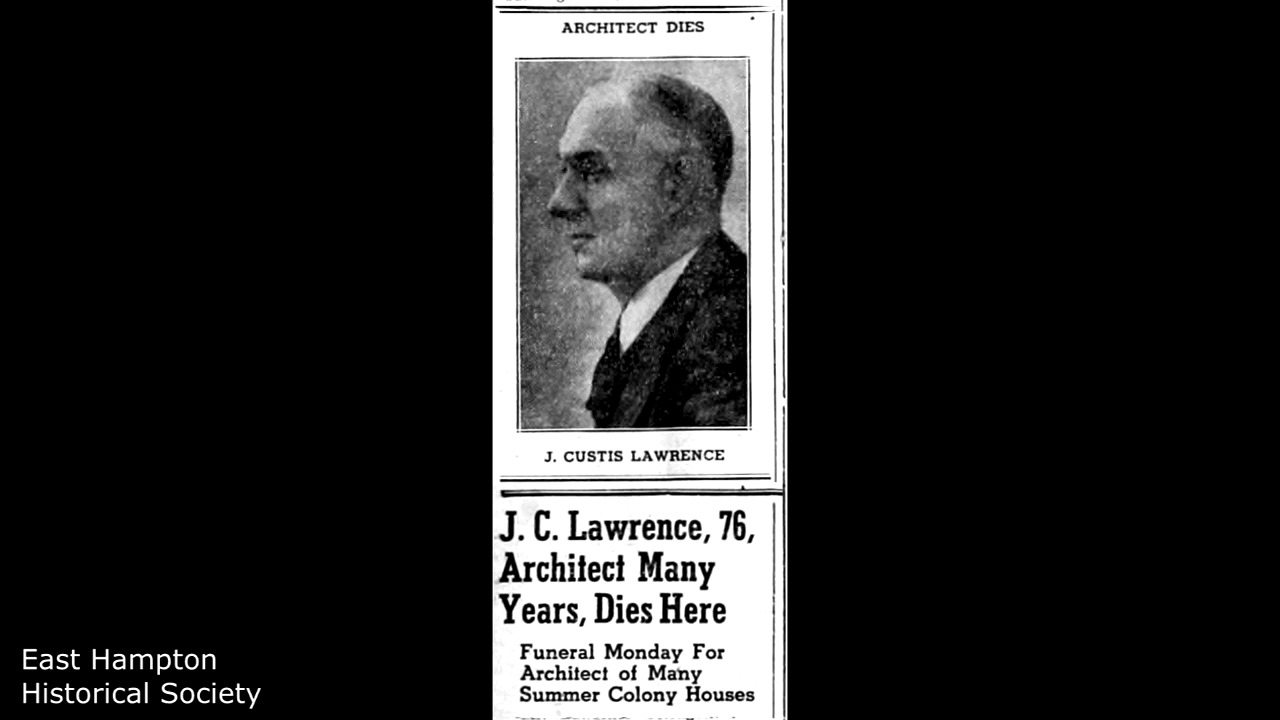 ARCHITECT DIES
J. CUSTIS LAWRENCE
J. C. Lawrence, 76,
Architect Many
Years, Dies Here
Funeral Monday For
Architect of Many
Summer Colony Houses
East Hampton
Historical Society